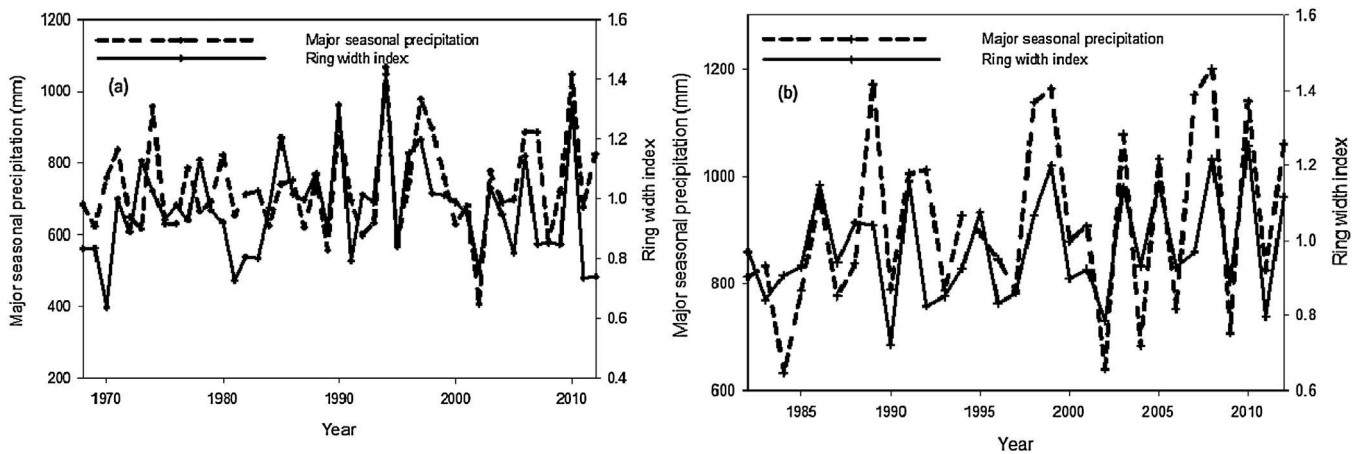 1200
1000
800
600
400
200
Major seasonal precipitation (mm)
Major seasonal precipitation
Ring width index
(a)
1.6
1.4
1.2
1.0
0.8
0.6
0.4
Ring width index
1970
1980
1990
2000
2010
Year
1200
1000
800
600
Major seasonal precipitation (mm)
Major seasonal precipitation
Ring width index
(b)
1.6
1.4
1.2
1.0
0.8
0.6
Ring width index
1985
1990
1995
2000
2005
2010
Year